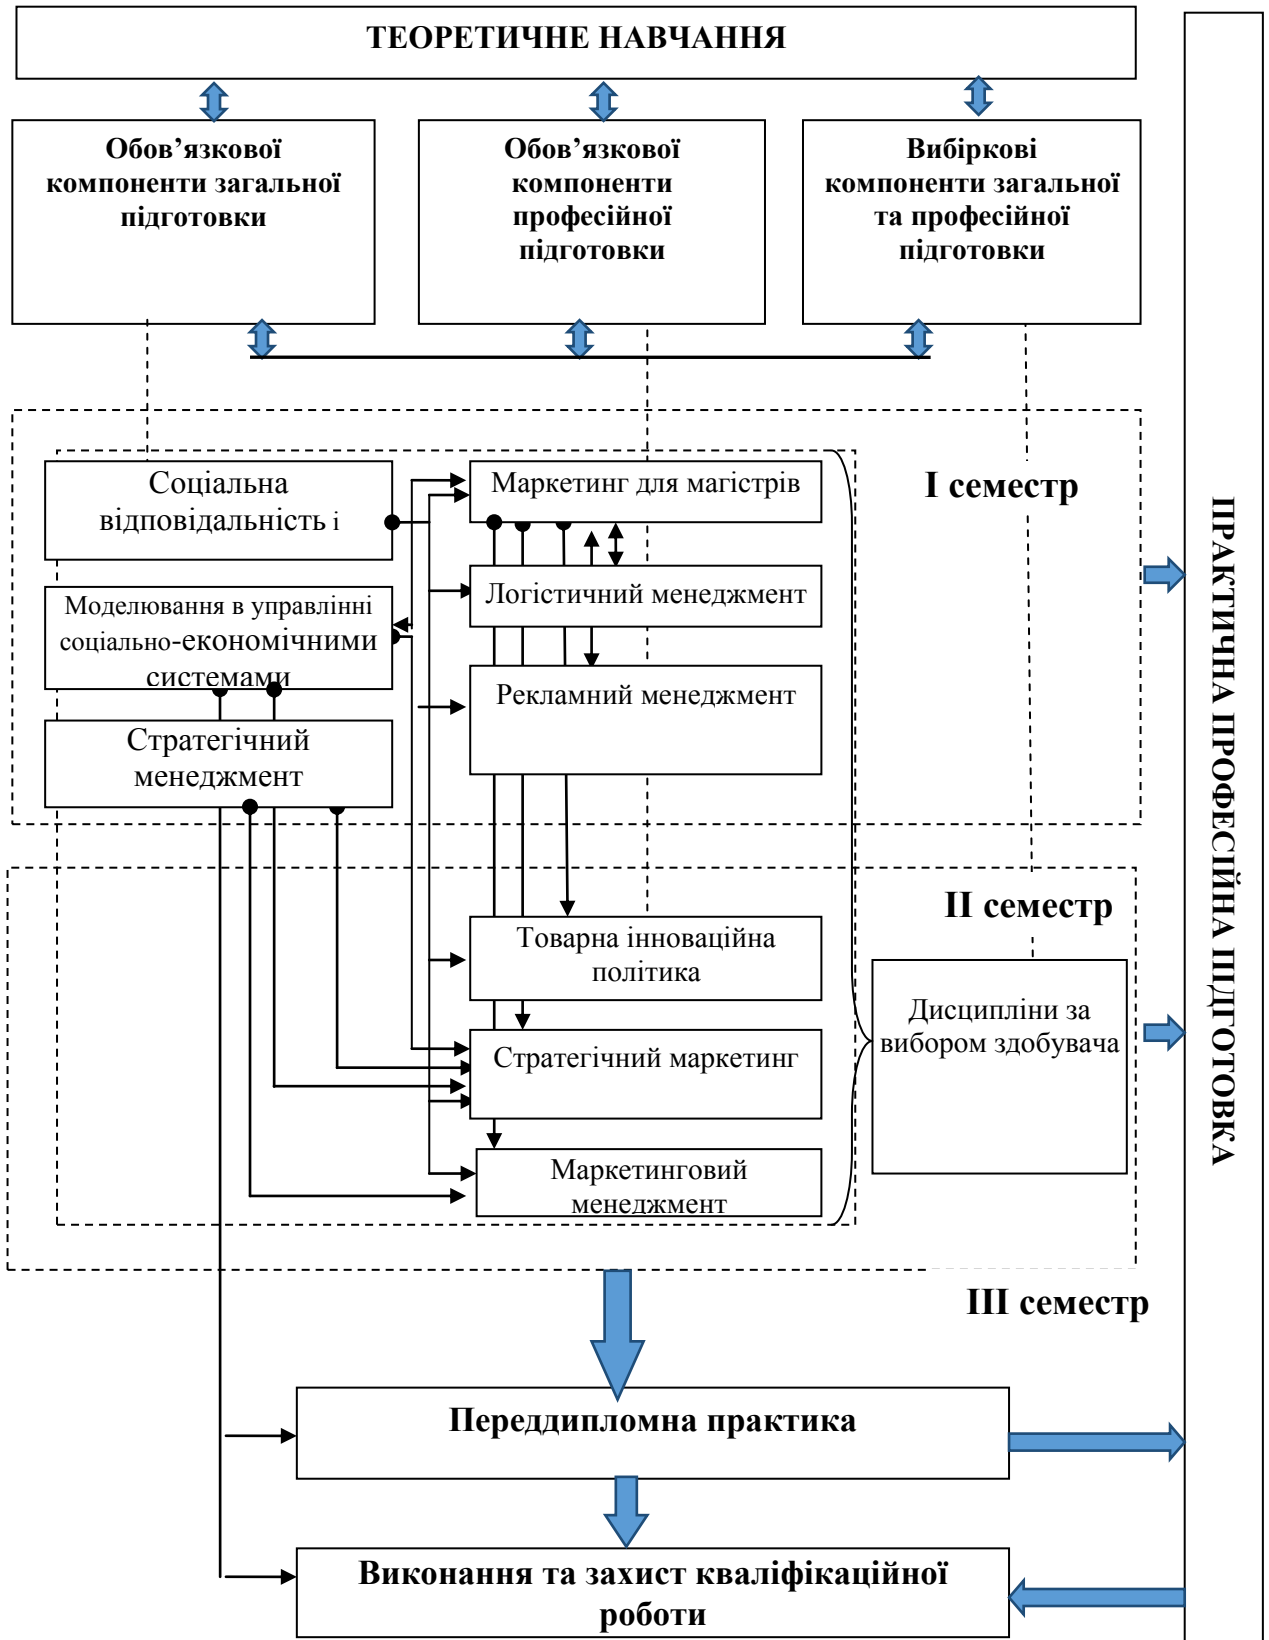 ТЕОРЕТИЧНЕ НАВЧАННЯ
Обов’язкової
компоненти загальної
підготовки
Обов’язкової
компоненти
професійної
підготовки
Вибіркові
компоненти загальної
та професійної
підготовки
І семестр
Соціальна
відповідальність і
Моделювання в управлінні
соціально-економічними
системами
Стратегічний
менеджмент
Маркетинг для магістрів
Логістичний менеджмент
Рекламний менеджмент
ІІ семестр
Товарна інноваційна
політика
Стратегічний маркетинг
Маркетинговий
менеджмент
Дисципліни за
вибором здобувача
ІІІ семестр
Переддипломна практика
Виконання та захист кваліфікаційної
роботи
ПРАКТИЧНА ПРОФЕСІЙНА ПІДГОТОВКА